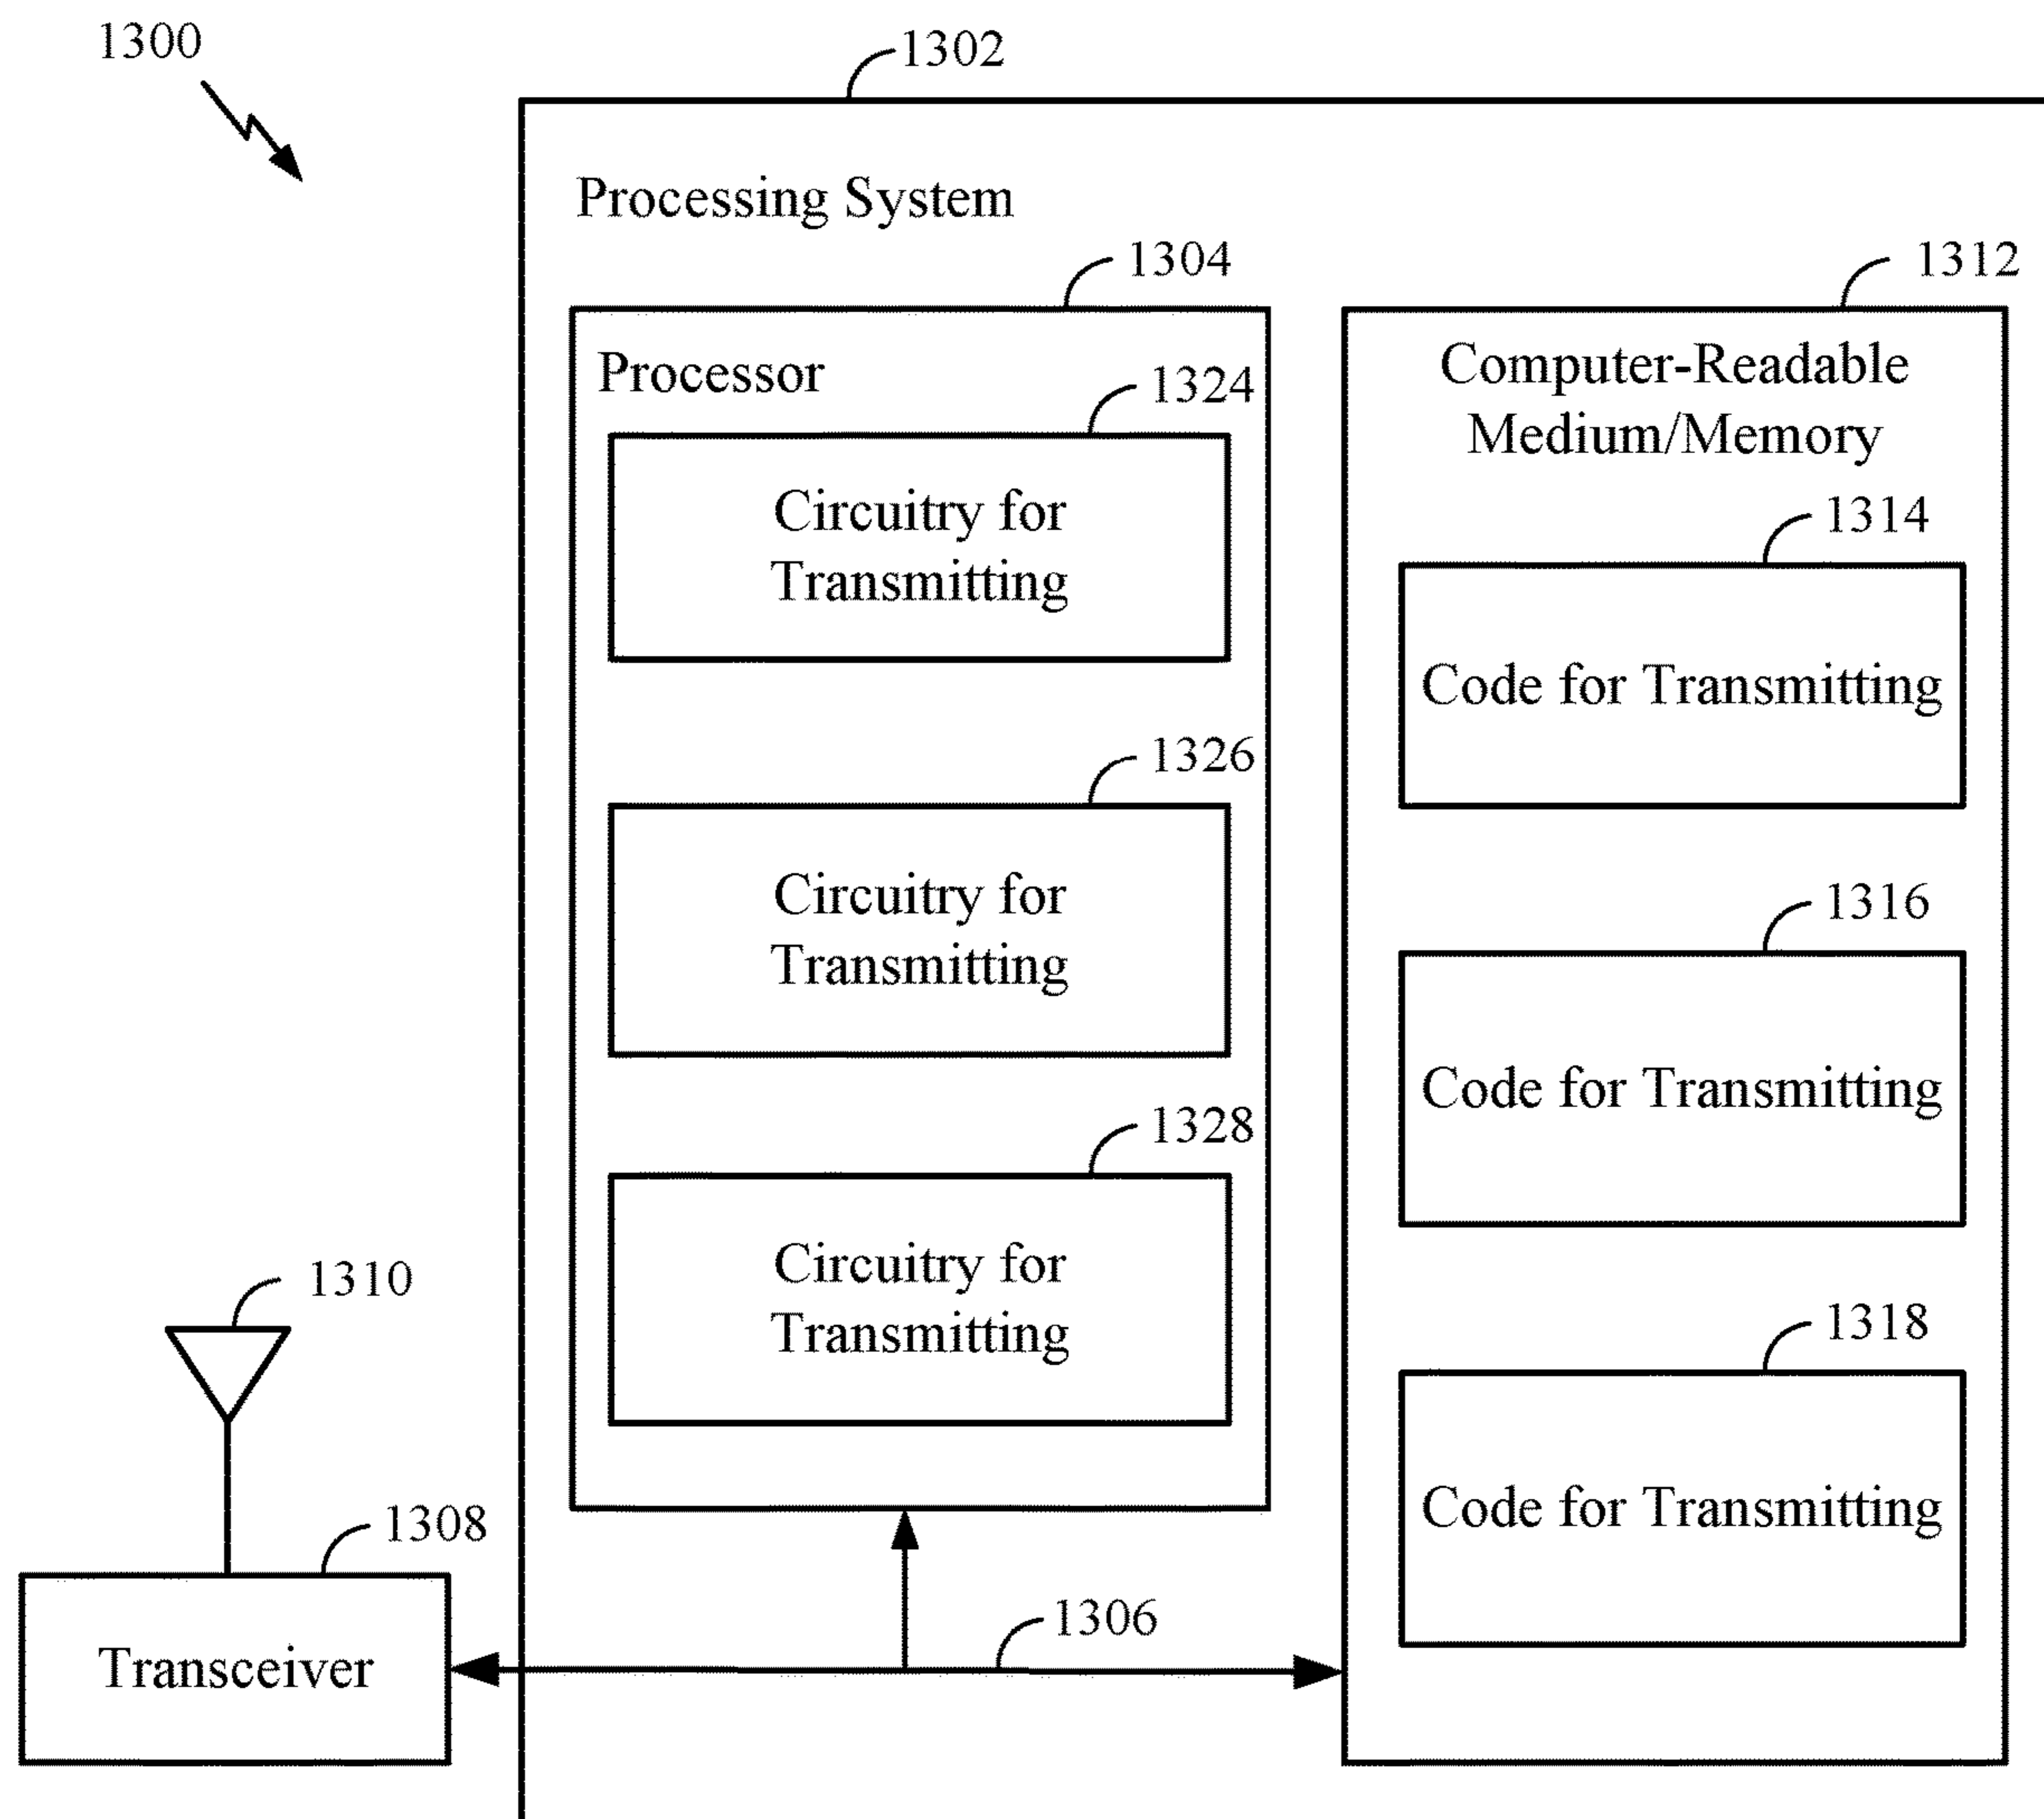 1300
1302
Processing System
1304
1312
Processor
1324
Circuitry for
Transmitting
1326
Circuitry for
Transmitting
1328
Circuitry for
Transmitting
Computer-Readable
Medium/Memory
1314
Code for Transmitting
1316
Code for Transmitting
1318
Code for Transmitting
1310
1308
Transceiver
1306